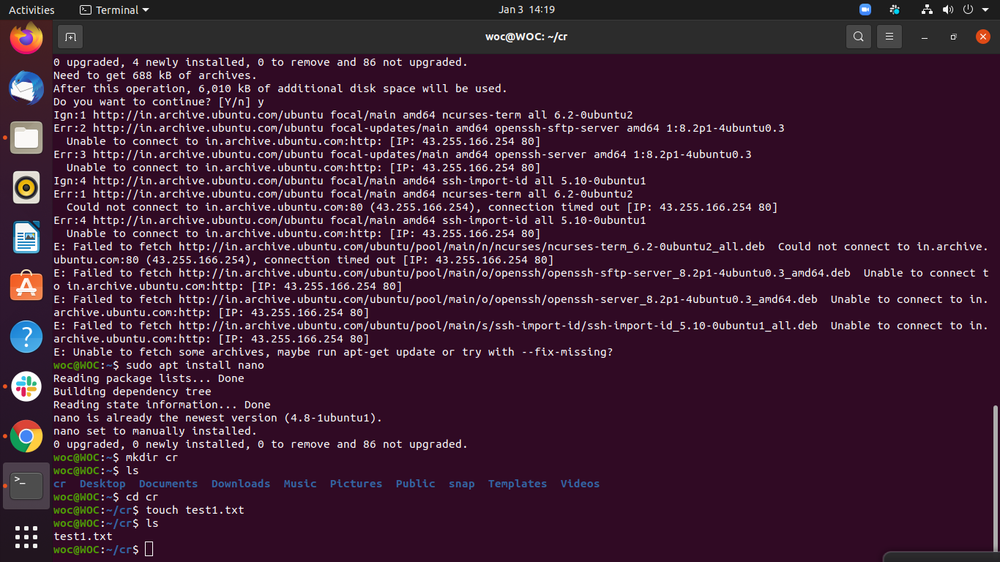 Activities
Terminal
Jan 3 14:19
woc@WOC: ~/cr
0 upgraded, 4 newly installed, 0 to remove and 86 not upgraded.
Need to get 688 kB of archives.
After this operation, 6,010 kB of additional disk space will be used.
Do you want to continue? [Y/n] y
Ign:1 http://in.archive.ubuntu.com/ubuntu focal/main amd64 ncurses-term all 6.2-0ubuntu2
Err:2 http://in.archive.ubuntu.com/ubuntu focal-updates/main amd64 openssh-sftp-server amd64 1:8.2p1-4ubuntu0.3
  Unable to connect to in.archive.ubuntu.com:http: [IP: 43.255.166.254 80]
Err:3 http://in.archive.ubuntu.com/ubuntu focal-updates/main amd64 openssh-server amd64 1:8.2p1-4ubuntu0.3
  Unable to connect to in.archive.ubuntu.com:http: [IP: 43.255.166.254 80]
Ign:4 http://in.archive.ubuntu.com/ubuntu focal/main amd64 ssh-import-id all 5.10-0ubuntu1
Err:1 http://in.archive.ubuntu.com/ubuntu focal/main amd64 ncurses-term all 6.2-0ubuntu2
  Could not connect to in.archive.ubuntu.com:80 (43.255.166.254), connection timed out [IP: 43.255.166.254 80]
Err:4 http://in.archive.ubuntu.com/ubuntu focal/main amd64 ssh-import-id all 5.10-0ubuntu1
  Unable to connect to in.archive.ubuntu.com:http: [IP: 43.255.166.254 80]
E: Failed to fetch http://in.archive.ubuntu.com/ubuntu/pool/main/n/ncurses/ncurses-term_6.2-0ubuntu2_all.deb  Could not connect to in.archive.
ubuntu.com:80 (43.255.166.254), connection timed out [IP: 43.255.166.254 80]
E: Failed to fetch http://in.archive.ubuntu.com/ubuntu/pool/main/o/openssh/openssh-sftp-server_8.2p1-4ubuntu0.3_amd64.deb  Unable to connect t
o in.archive.ubuntu.com:http: [IP: 43.255.166.254 80]
E: Failed to fetch http://in.archive.ubuntu.com/ubuntu/pool/main/o/openssh/openssh-server_8.2p1-4ubuntu0.3_amd64.deb  Unable to connect to in.
archive.ubuntu.com:http: [IP: 43.255.166.254 80]
E: Failed to fetch http://in.archive.ubuntu.com/ubuntu/pool/main/s/ssh-import-id/ssh-import-id_5.10-0ubuntu1_all.deb  Unable to connect to in.
archive.ubuntu.com:http: [IP: 43.255.166.254 80]
E: Unable to fetch some archives, maybe run apt-get update or try with --fix-missing?
woc@WOC:~$ sudo apt install nano
Reading package lists... Done
Building dependency tree
Reading state information... Done
nano is already the newest version (4.8-1ubuntu1).
nano set to manually installed.
0 upgraded, 0 newly installed, 0 to remove and 86 not upgraded.
woc@WOC:~$ mkdir cr
woc@WOC:~$ ls
cr  Desktop  Documents  Downloads  Music  Pictures  Public  snap  Templates  Videos
woc@WOC:~$ cd cr
woc@WOC:~/cr$ touch test1.txt
woc@WOC:~/cr$ ls
test1.txt
woc@WOC:~/cr$